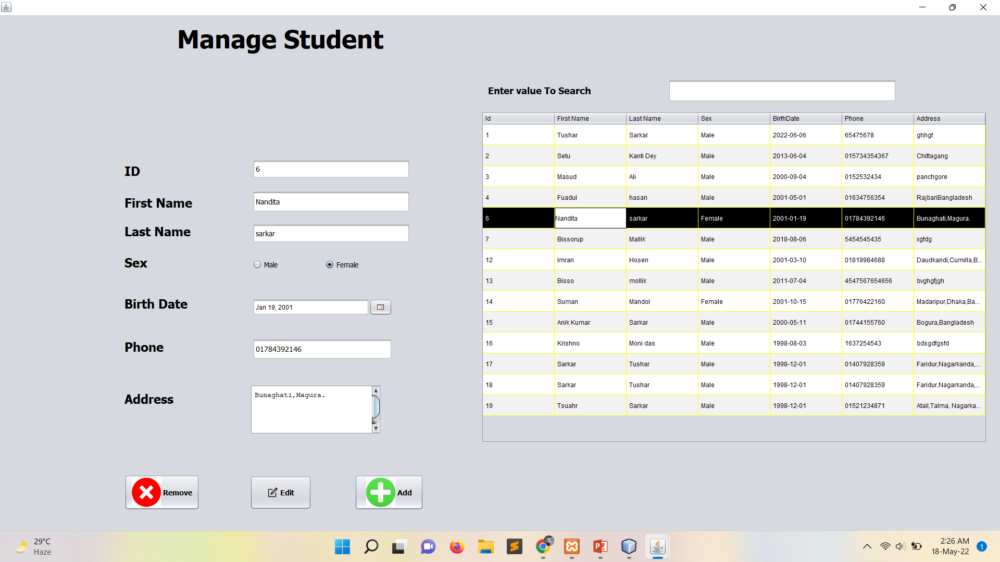 Manage Student
Enter value To Search
Id First Name Last Name Sex BirthDate Phone Address
1 Tushar Sarkar Male 2022-06-06 65475678 ghhgf
2 Setu Kanti Dey Male 2013-06-04 015734354367 Chittagang
3 Masud Ali Male 2000-09-04 0152532434 panchgore
4 Fuadul hasan Male 2001-05-01 01634756354 RajbariBangladesh
6 Nandita sarkar Female 2001-01-19 01784392146 Bunaghati,Magura.
7 Bissorup Mallik Male 2018-08-06 5454545435 xgfdg
12 Imran Hosen Male 2001-03-10 01819984688 Daudkandi,Cumilla,B...
13 Bisso mollik Male 2011-07-04 4547567654656 bvghgfjgh
14 Suman Mandol Female 2001-10-15 01776422160 Madaripur,Dhaka,Ba...
15 Anik Kumar Sarkar Male 2000-05-11 01744155760 Bogura,Bangladesh
16 Krishno Moni das Male 1998-08-03 1637254543 bdsgdfgsfd
17 Sarkar Tushar Male 1998-12-01 01407928359 Faridur,Nagarkanda,...
18 Sarkar Tushar Male 1998-12-01 01407928359 Faridur,Nagarkanda,...
19 Tsuahr Sarkar Male 1998-12-01 01521234871 Atail,Talma, Nagarka...
ID 6
First Name Nandita
Last Name sarkar
Sex Male Female
Birth Date Jan 19, 2001
Phone 01784392146
Address Bunaghati,Magura.
Remove Edit Add
29°C
Haze
2:26 AM
18-May-22
1